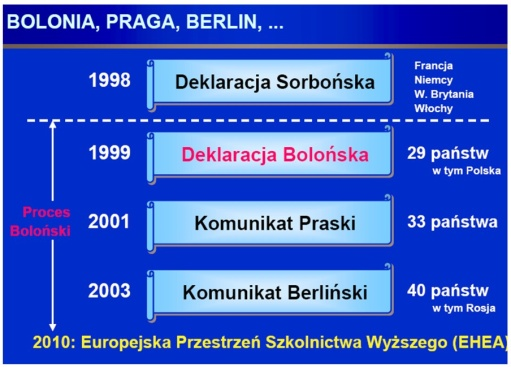 BOLONIA, PRAGA, BERLIN, ...
1998
Deklaracja Sorbońska
Francja
Niemcy
W. Brytania
Włochy
1999
Deklaracja Bolońska
29 państw
w tym Polska
Proces
Boloński
2001
Komunikat Praski
33 państwa
2003
Komunikat Berliński
40 państw
w tym Rosja
2010: Europejska Przestrzeń Szkolnictwa Wyższego (EHEA)